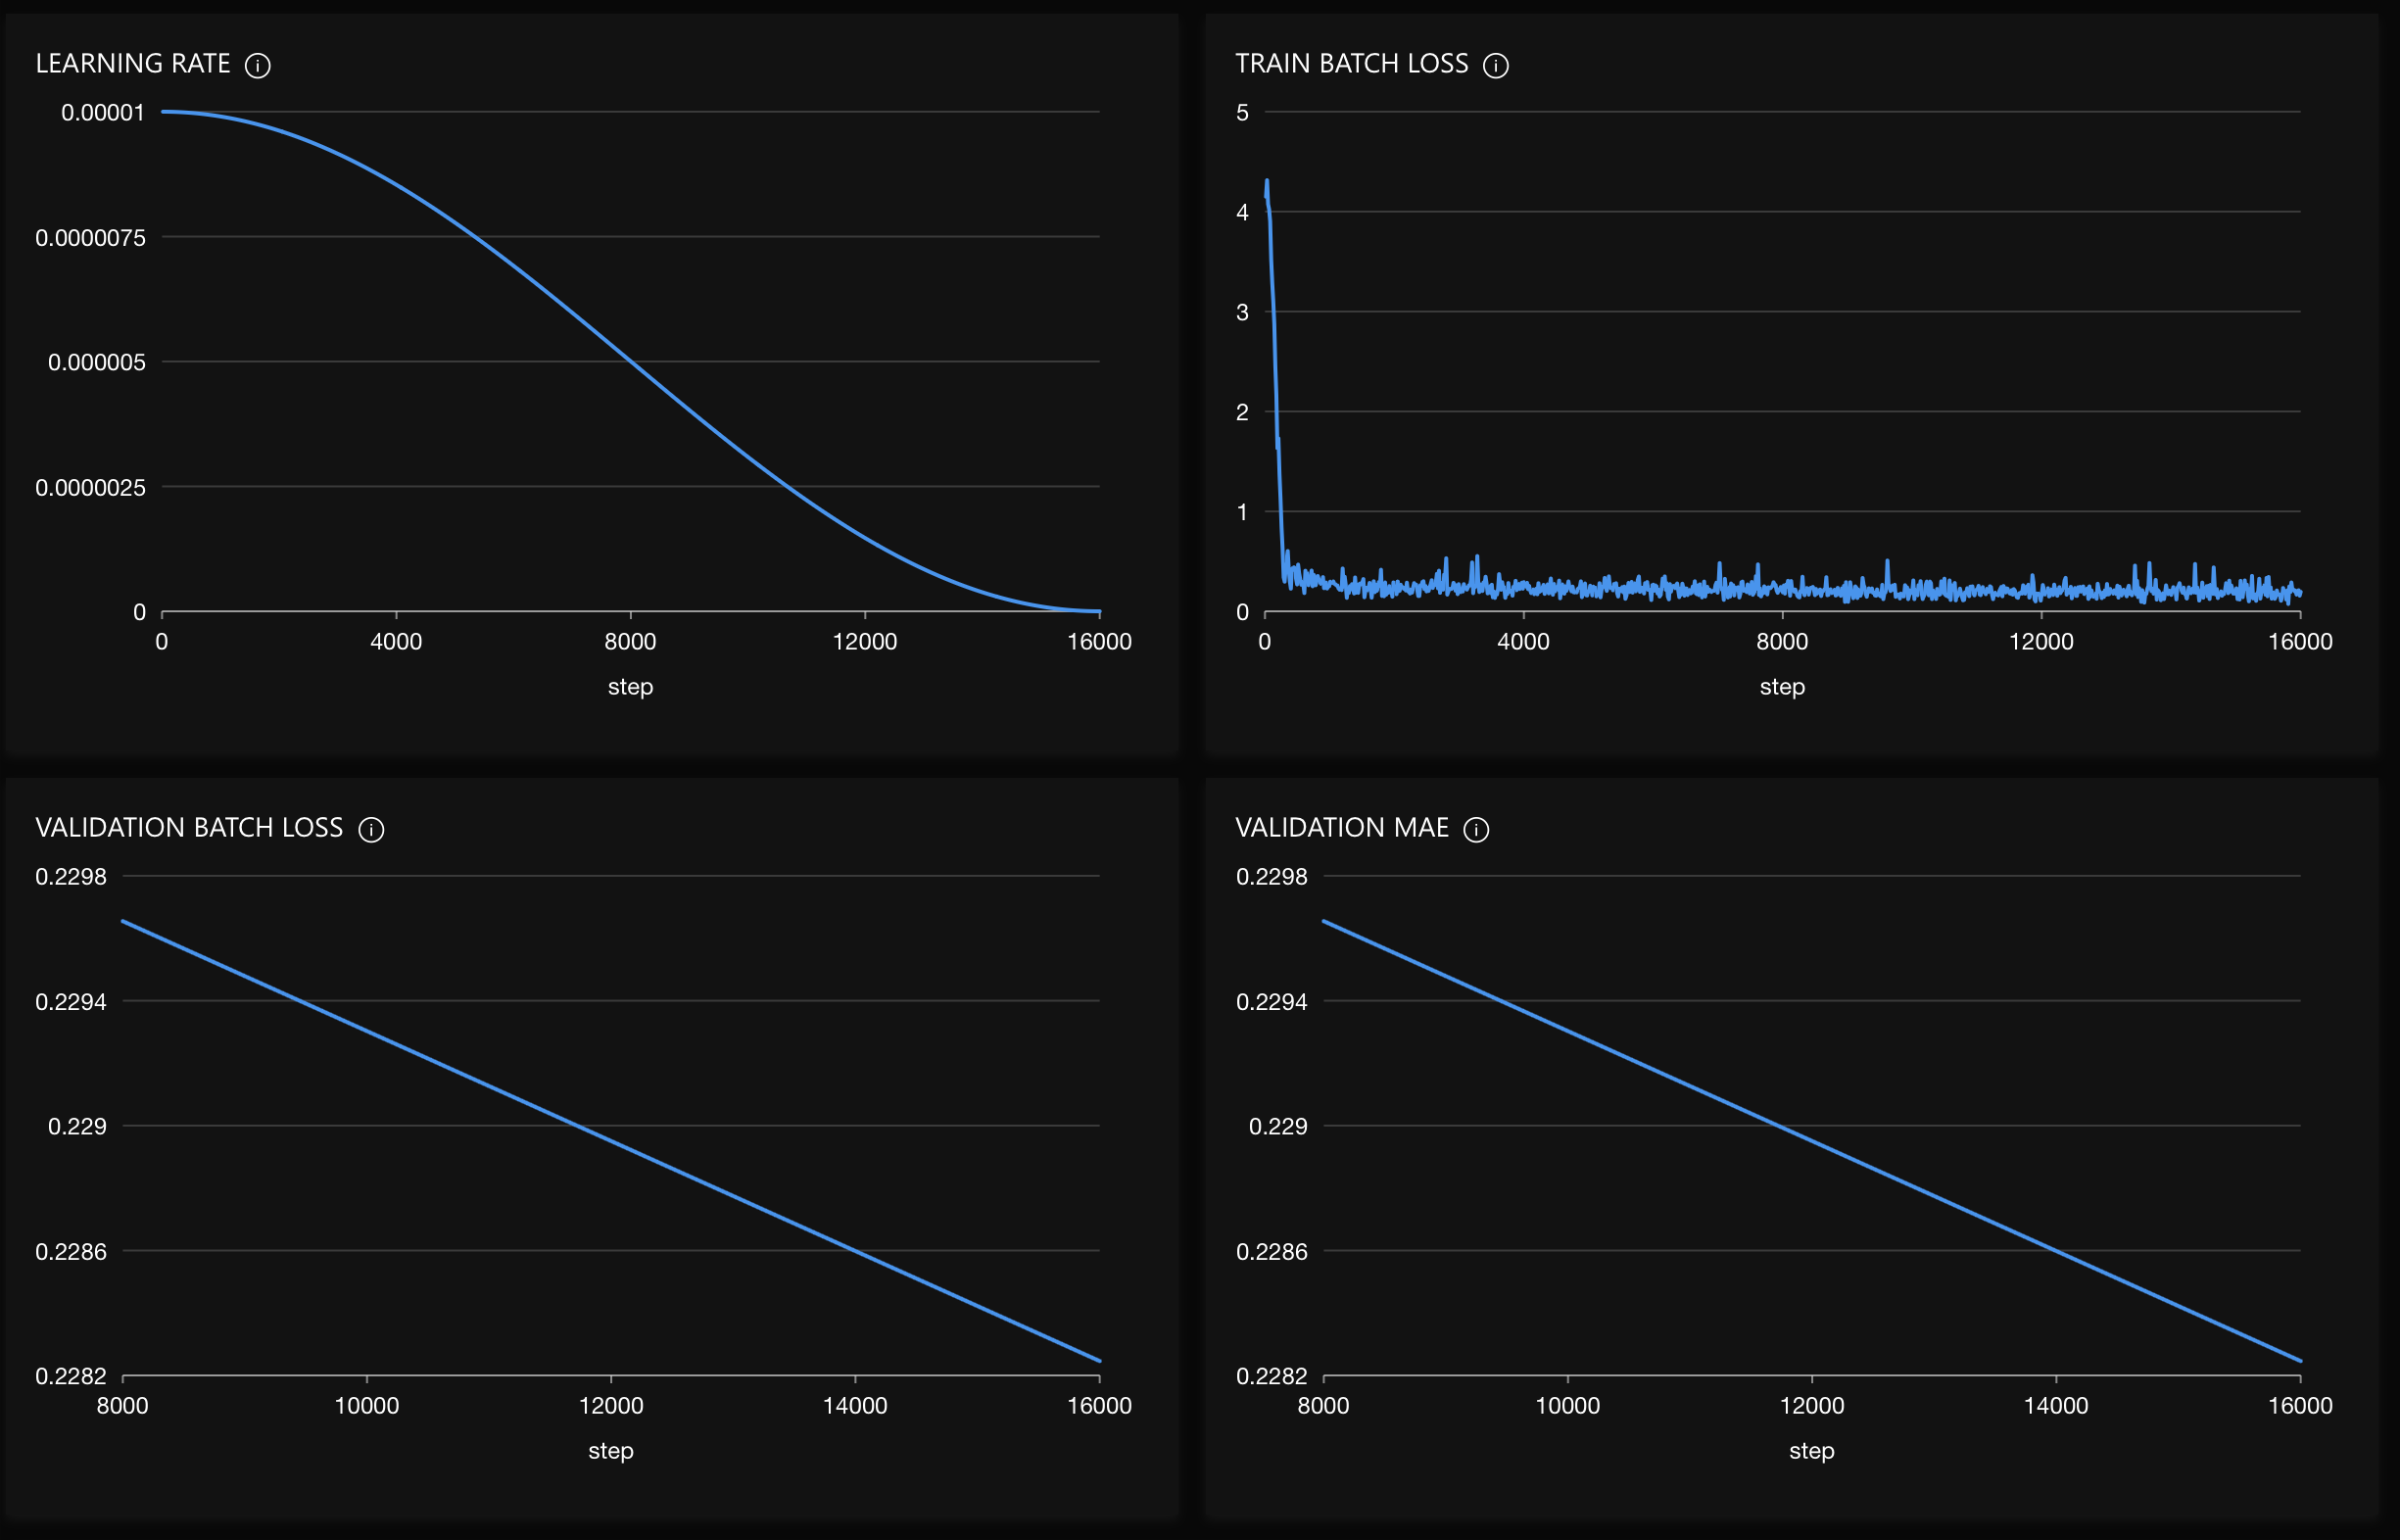 LEARNING RATE
0.00001
0.0000075
0.000005
0.0000025
0
0 4000 8000 12000 16000
step
TRAIN BATCH LOSS
5
4
3
2
1
0
0 4000 8000 12000 16000
step
VALIDATION BATCH LOSS
0.2298
0.2294
0.229
0.2286
0.2282
8000 10000 12000 14000 16000
step
VALIDATION MAE
0.2298
0.2294
0.229
0.2286
0.2282
8000 10000 12000 14000 16000
step